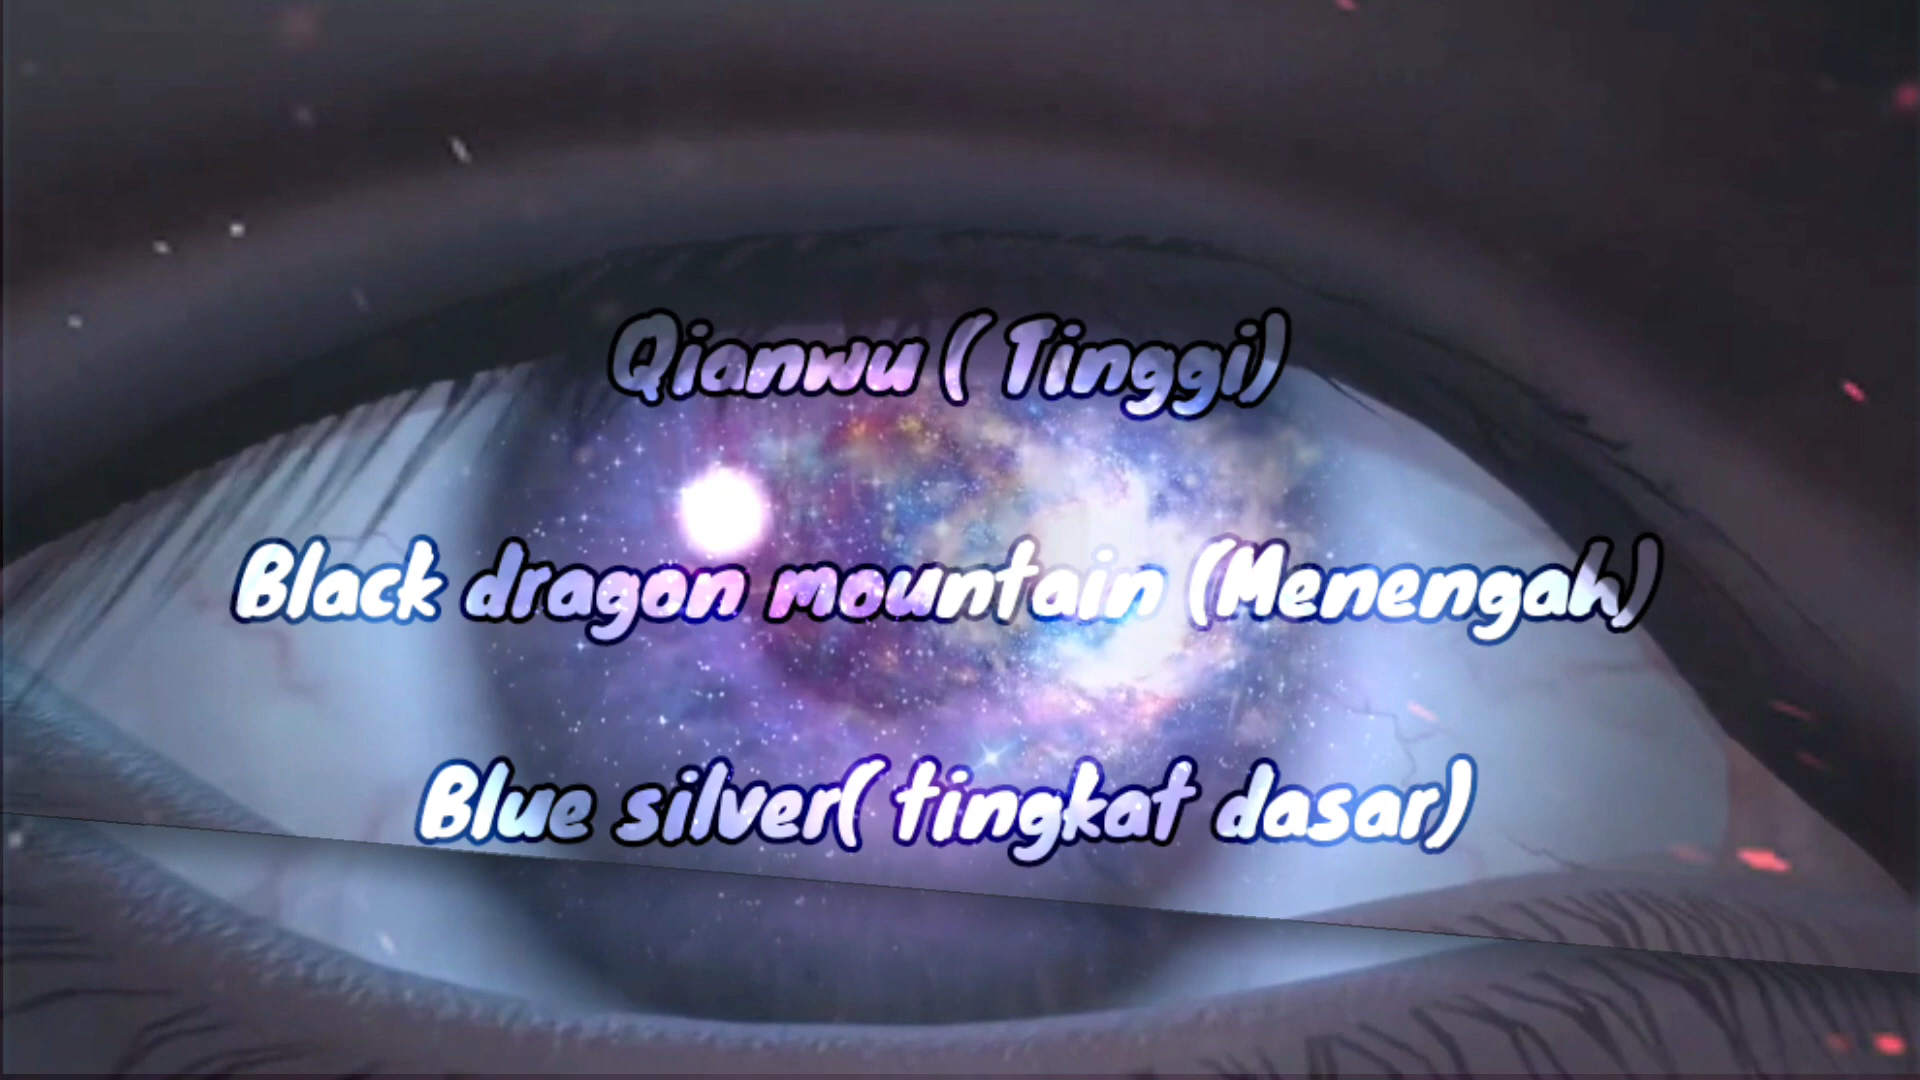 Qianwu ( Tinggi)
Black dragon mountain (Menengah)
Blue silver( tingkat dasar)